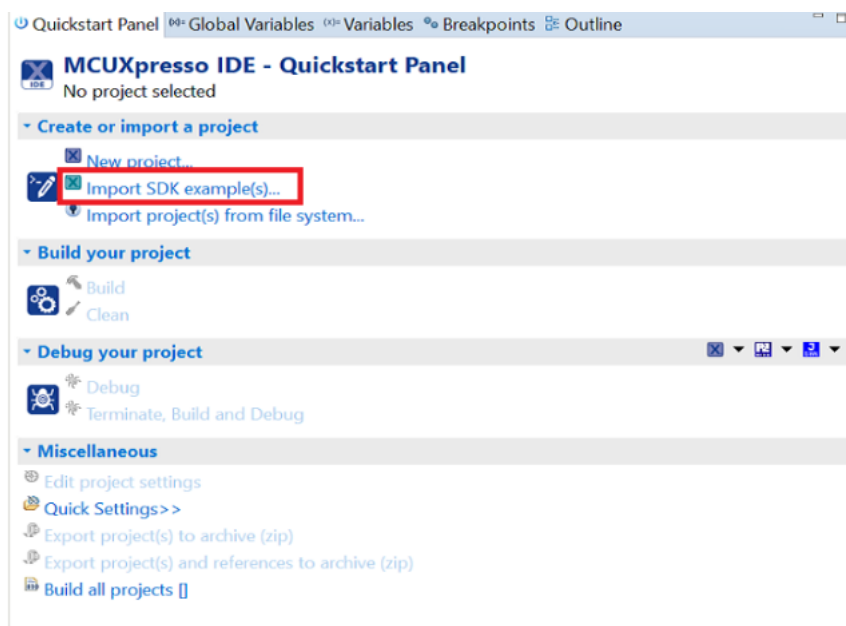 Quickstart Panel (x)= Global Variables (x)= Variables Breakpoints Outline
MCUXpresso IDE - Quickstart Panel
IDE
No project selected
Create or import a project
New project...
Import SDK example(s)...
Import project(s) from file system...
Build your project
Build
Clean
Debug your project
Debug
Terminate, Build and Debug
Miscellaneous
Edit project settings
Quick Settings>>
Export project(s) to archive (zip)
Export project(s) and references to archive (zip)
Build all projects []